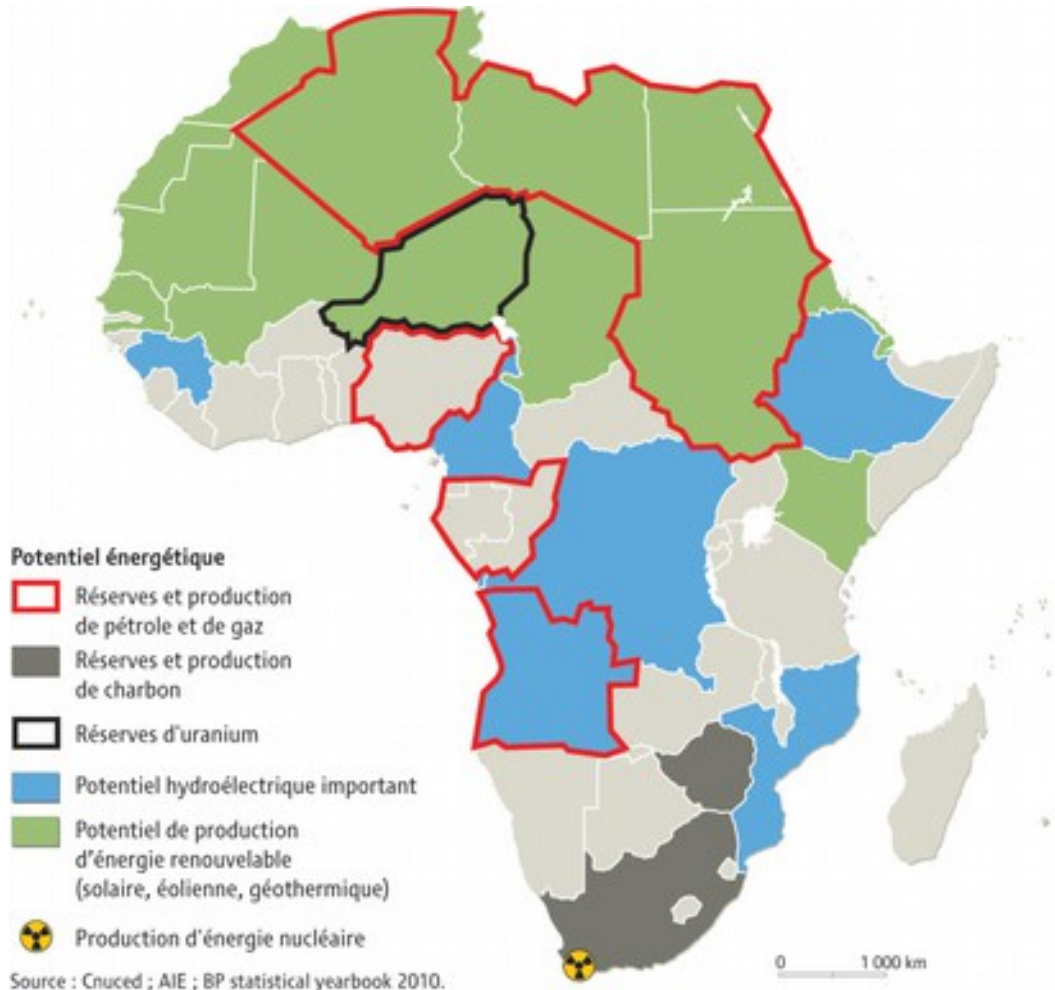 Potentiel énergétique
Réserves et production
de pétrole et de gaz
Réserves et production
de charbon
Réserves d'uranium
Potentiel hydroélectrique important
Potentiel de production
d'énergie renouvelable
(solaire, éolienne, géothermique)
Production d'énergie nucléaire
0 1 000 km
Source : Cnuced ; AIE ; BP statistical yearbook 2010.